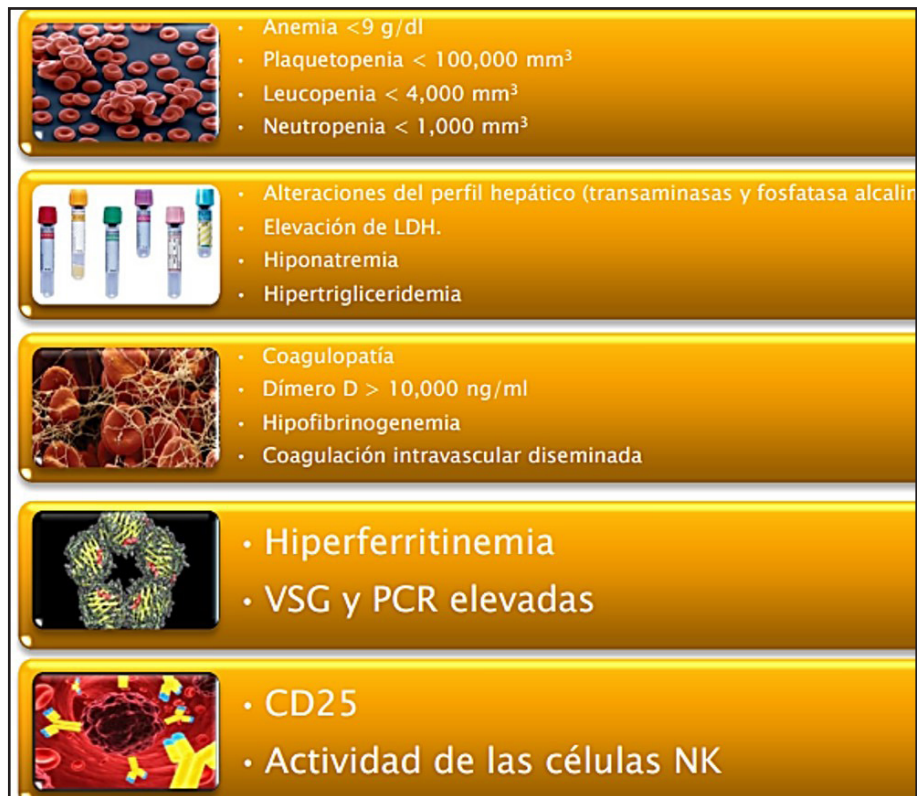 • Anemia <9 g/dl
• Plaquetopenia < 100,000 mm³
• Leucopenia < 4,000 mm³
• Neutropenia < 1,000 mm³
• Alteraciones del perfil hepático (transaminasas y fosfatasa alcalin
• Elevación de LDH.
• Hiponatremia
• Hipertrigliceridemia
• Coagulopatía
• Dímero D > 10,000 ng/ml
• Hipofibrinogenemia
• Coagulación intravascular diseminada
• Hiperferritinemia
• VSG y PCR elevadas
• CD25
• Actividad de las células NK